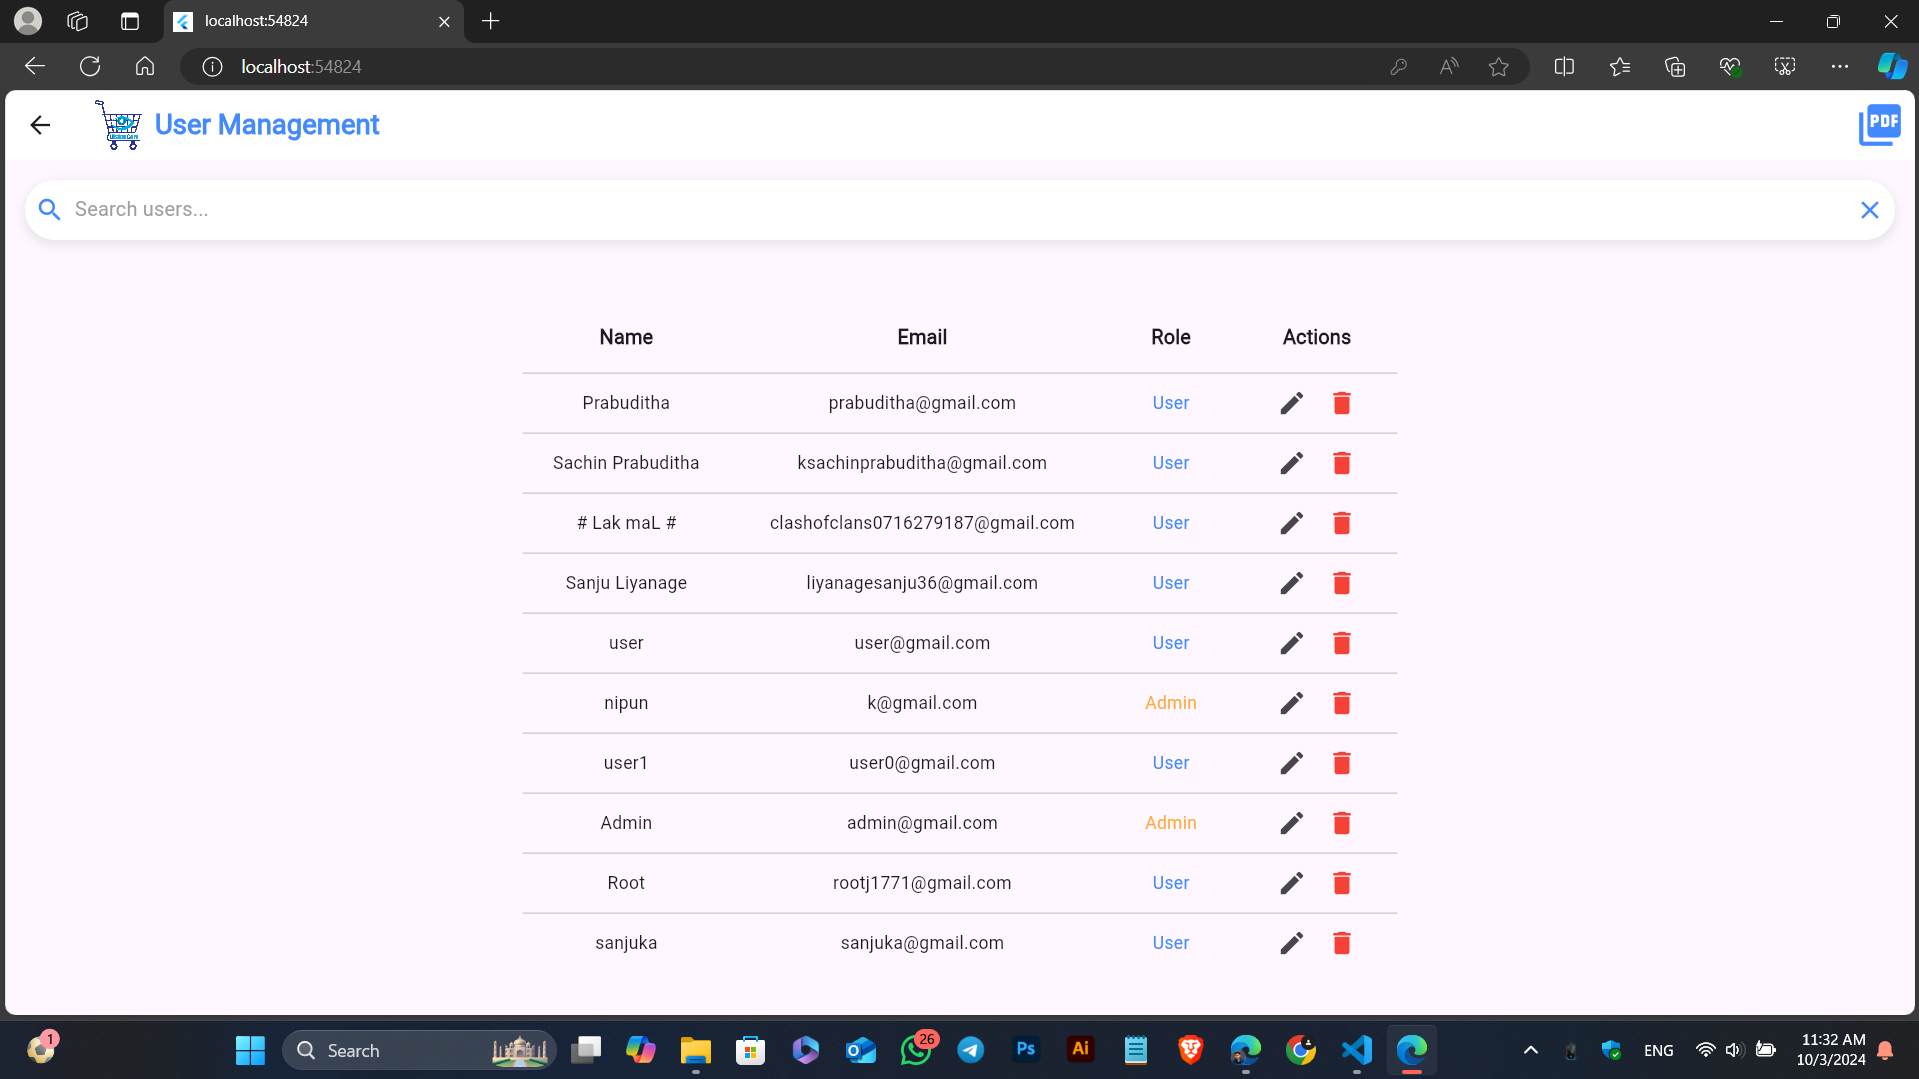 localhost:54824
localhost:54824
User Management
PDF
Search users...
Name Email Role Actions
Prabuditha prabuditha@gmail.com User
Sachin Prabuditha ksachinprabuditha@gmail.com User
# Lak maL # clashofclans0716279187@gmail.com User
Sanju Liyanage liyanagesanju36@gmail.com User
user user@gmail.com User
nipun k@gmail.com Admin
user1 user0@gmail.com User
Admin admin@gmail.com Admin
Root rootj1771@gmail.com User
sanjuka sanjuka@gmail.com User
1
Search
26
Ps
Ai
ENG
11:32 AM
10/3/2024